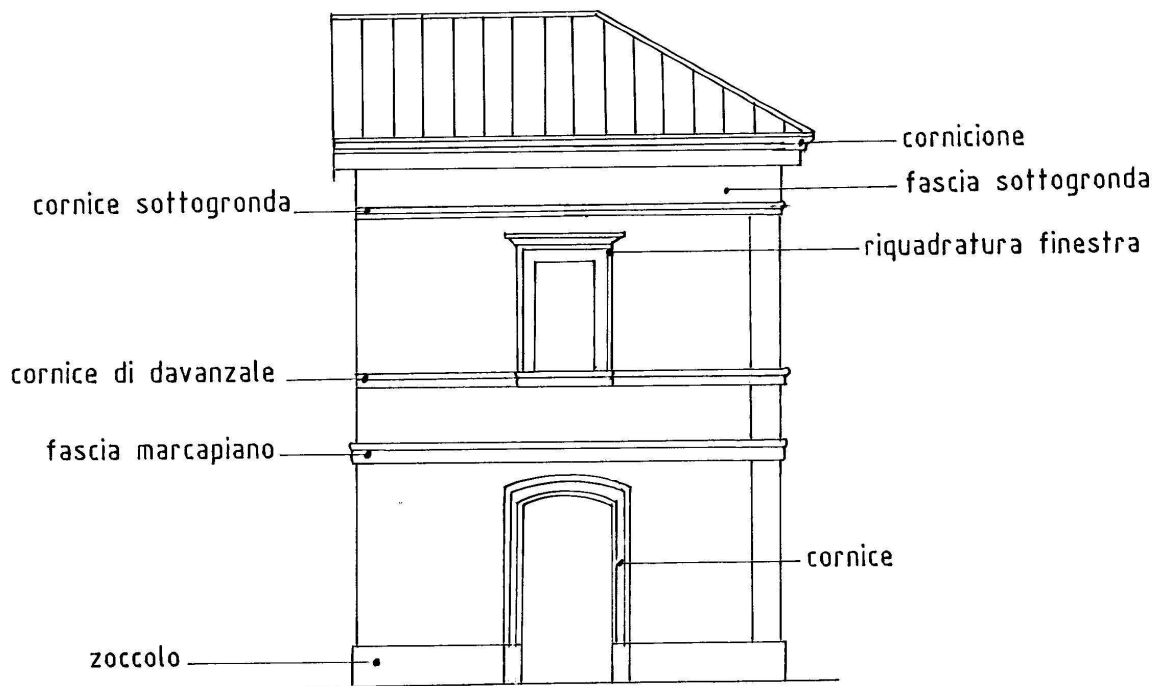 cornicione
fascia sottogronda
cornice sottogronda
riquadratura finestra
cornice di davanzale
fascia marcapiano
cornice
zoccolo